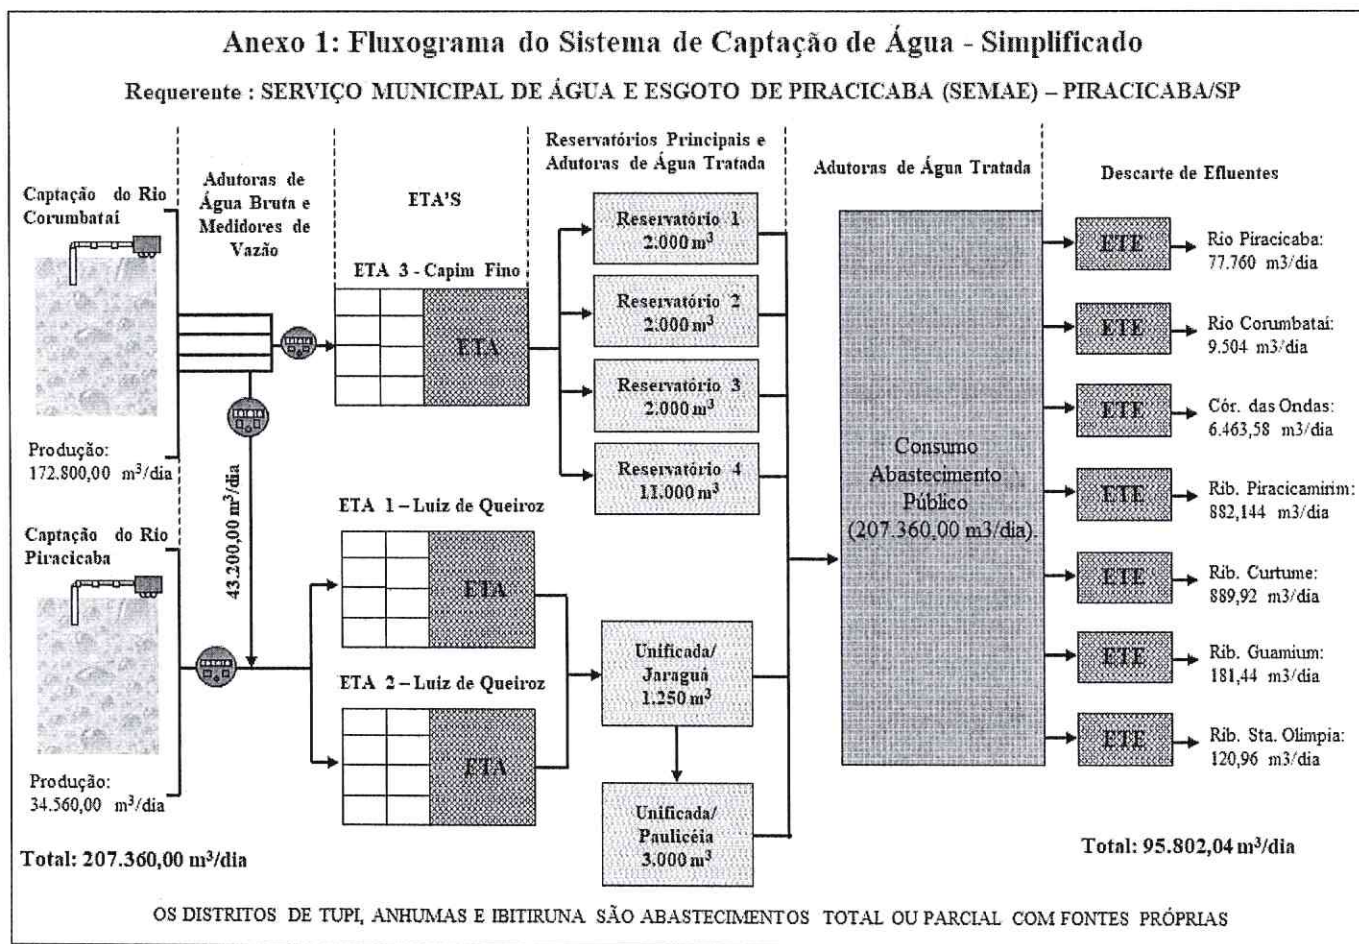 Anexo 1: Fluxograma do Sistema de Captação de Água - Simplificado
Requerente : SERVIÇO MUNICIPAL DE ÁGUA E ESGOTO DE PIRACICABA (SEMAE) – PIRACICABA/SP
Captação do Rio
Corumbataí
Produção:
172.800,00 m³/dia
Captação do Rio
Piracicaba
Produção:
34.560,00 m³/dia
Total: 207.360,00 m³/dia
Adutoras de
Água Bruta e
Medidores de
Vazão
43.200,00 m³/dia
ETA'S
ETA 3 - Capim Fino
ETA
ETA 1 – Luiz de Queiroz
ETA
ETA 2 – Luiz de Queiroz
ETA
Reservatórios Principais e
Adutoras de Água Tratada
Reservatório 1
2.000 m³
Reservatório 2
2.000 m³
Reservatório 3
2.000 m³
Reservatório 4
11.000 m³
Unificada/
Jaraguá
1.250 m³
Unificada/
Paulicéia
3.000 m³
Adutoras de Água Tratada
Consumo
Abastecimento
Público
(207.360,00 m3/dia).
Descarte de Efluentes
ETE
Rio Piracicaba:
77.760 m3/dia
ETE
Rio Corumbataí:
9.504 m3/dia
ETE
Cór. das Ondas:
6.463,58 m3/dia
ETE
Rib. Piracicamirim:
882,144 m3/dia
ETE
Rib. Curtume:
889,92 m3/dia
ETE
Rib. Guamium:
181,44 m3/dia
ETE
Rib. Sta. Olimpia:
120,96 m3/dia
Total: 95.802,04 m³/dia
OS DISTRITOS DE TUPI, ANHUMAS E IBITIRUNA SÃO ABASTECIMENTOS TOTAL OU PARCIAL COM FONTES PRÓPRIAS